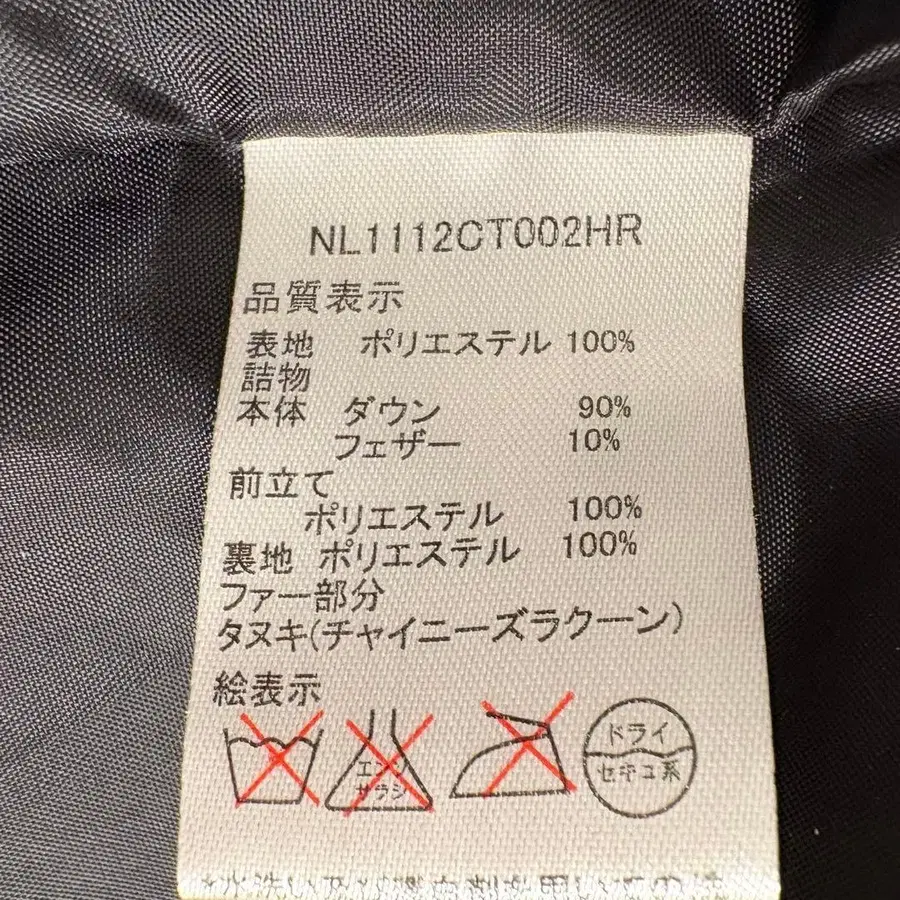 NL1112CT002HR
品質表示
表地 ポリエステル 100%
詰物
本体 ダウン 90%
フェザー 10%
前立て
ポリエステル 100%
裏地 ポリエステル 100%
ファー部分
タヌキ(チャイニーズラクーン)
絵表示
エンソ
サラシ
ドライ
セキユ系